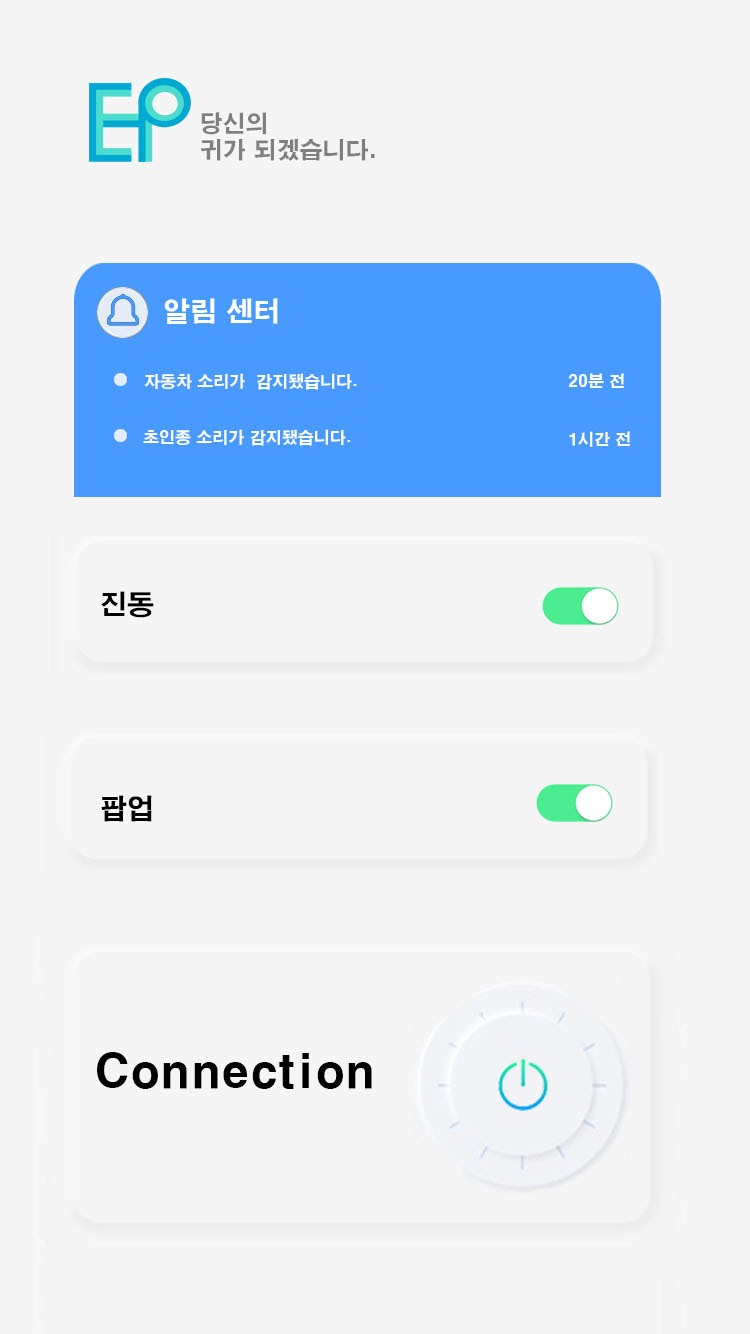 EP
당신의
귀가 되겠습니다.
알림 센터
자동차 소리가 감지됐습니다. 20분 전
초인종 소리가 감지됐습니다. 1시간 전
진동
팝업
Connection